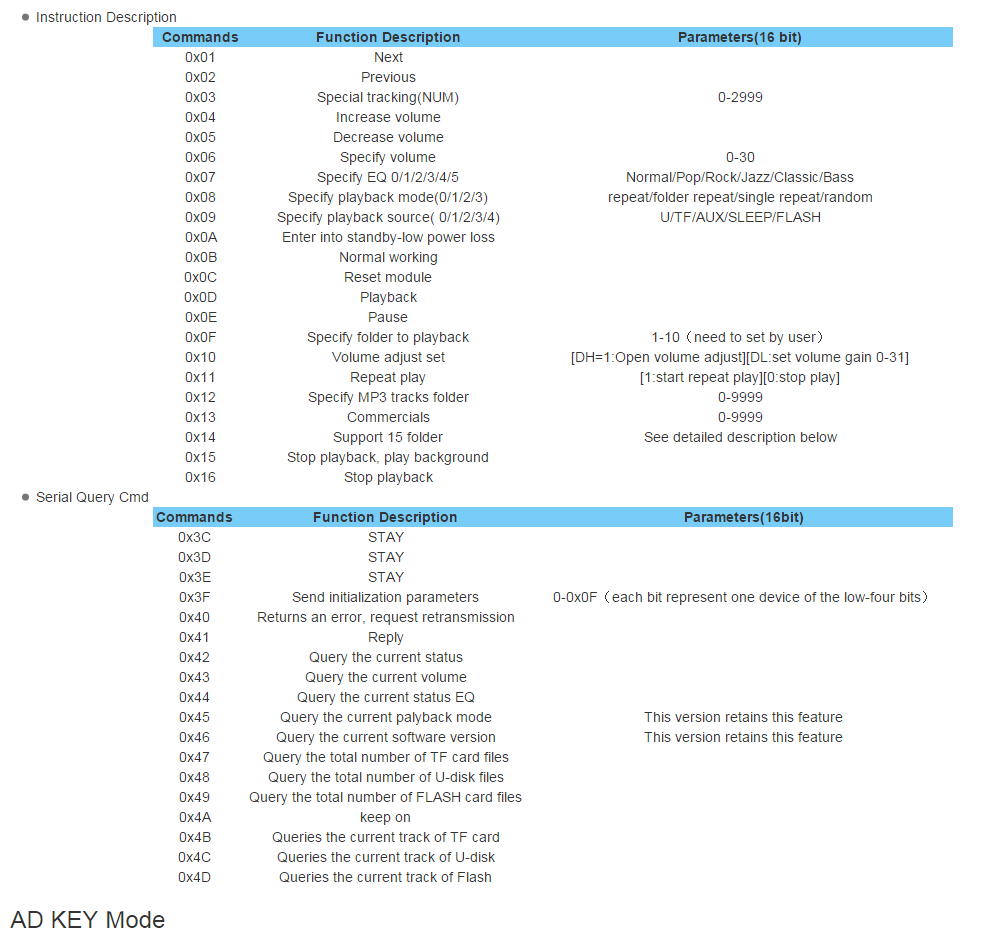 Instruction Description
Commands Function Description Parameters(16 bit)
0x01 Next
0x02 Previous
0x03 Special tracking(NUM) 0-2999
0x04 Increase volume
0x05 Decrease volume
0x06 Specify volume 0-30
0x07 Specify EQ 0/1/2/3/4/5 Normal/Pop/Rock/Jazz/Classic/Bass
0x08 Specify playback mode(0/1/2/3) repeat/folder repeat/single repeat/random
0x09 Specify playback source( 0/1/2/3/4) U/TF/AUX/SLEEP/FLASH
0x0A Enter into standby-low power loss
0x0B Normal working
0x0C Reset module
0x0D Playback
0x0E Pause
0x0F Specify folder to playback 1-10（need to set by user）
0x10 Volume adjust set [DH=1:Open volume adjust][DL:set volume gain 0-31]
0x11 Repeat play [1:start repeat play][0:stop play]
0x12 Specify MP3 tracks folder 0-9999
0x13 Commercials 0-9999
0x14 Support 15 folder See detailed description below
0x15 Stop playback, play background
0x16 Stop playback
Serial Query Cmd
Commands Function Description Parameters(16bit)
0x3C STAY
0x3D STAY
0x3E STAY
0x3F Send initialization parameters 0-0x0F（each bit represent one device of the low-four bits）
0x40 Returns an error, request retransmission
0x41 Reply
0x42 Query the current status
0x43 Query the current volume
0x44 Query the current status EQ
0x45 Query the current palyback mode This version retains this feature
0x46 Query the current software version This version retains this feature
0x47 Query the total number of TF card files
0x48 Query the total number of U-disk files
0x49 Query the total number of FLASH card files
0x4A keep on
0x4B Queries the current track of TF card
0x4C Queries the current track of U-disk
0x4D Queries the current track of Flash
AD KEY Mode